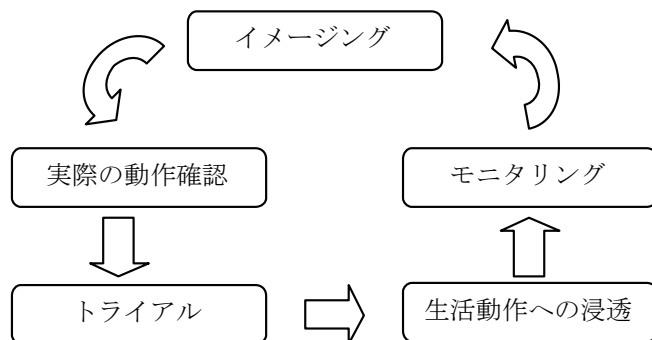 イメージング
実際の動作確認
モニタリング
トライアル
生活動作への浸透